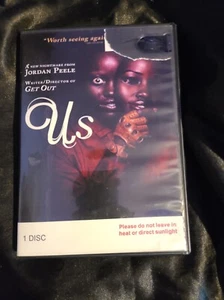 "Worth seeing agai
A NEW NIGHTMARE FROM
JORDAN PEELE
WRITER/DIRECTOR OF
GET OUT
Us
Please do not leave in
heat or direct sunlight
1 DISC